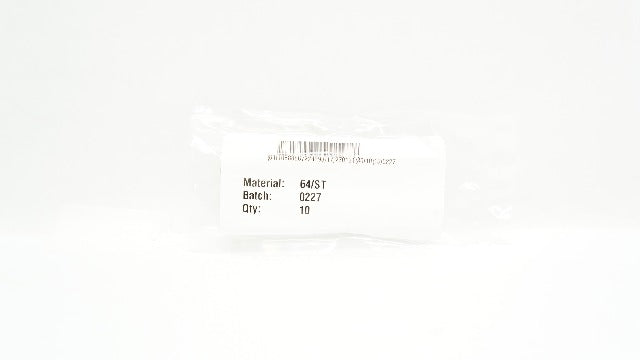 Material: 64/ST
Batch: 0227
Qty: 10